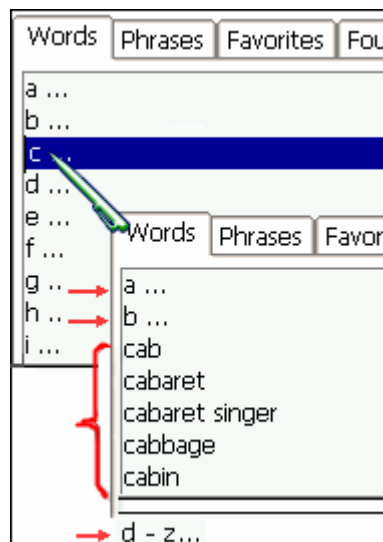 Words Phrases Favorites Fou
a ...
b ...
c ...
d ...
e ...
f ...
g ..
h ..
i ...
Words Phrases Favor
a ...
b ...
cab
cabaret
cabaret singer
cabbage
cabin
d - z...